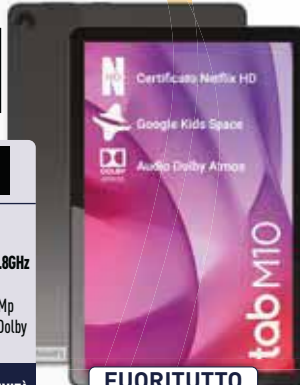 HD
Certificato Netflix HD
Google Kids Space
DOLBY
Audio Dolby Atmos
tab M10
.8GHz
Mp
Dolby
FUORITUTTO